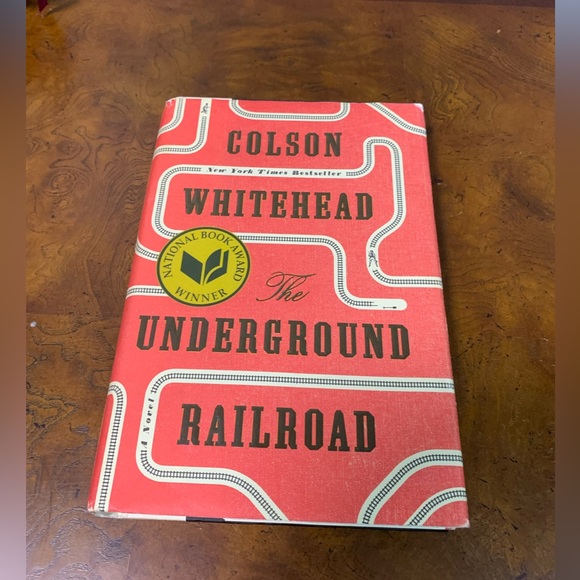 COLSON
New York Times Bestseller
WHITEHEAD
NATIONAL BOOK AWARD
WINNER
The
UNDERGROUND
RAILROAD
A Novel